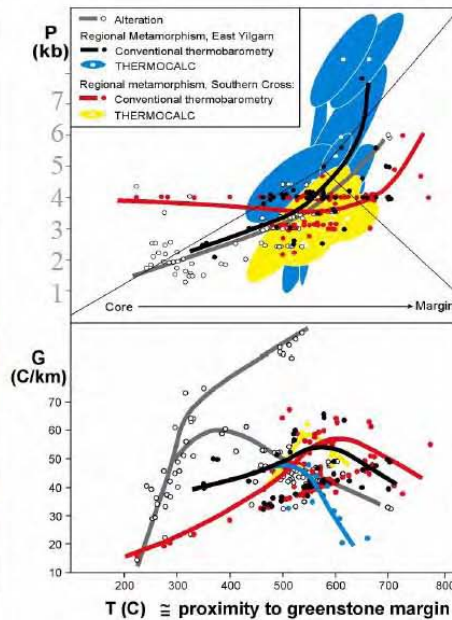 P
(kb)
Alteration
Regional Metamorphism, East Yilgarn
Conventional thermobarometry
THERMOCALC
Regional metamorphism, Southern Cross:
Conventional thermobarometry
THERMOCALC
7
6
5
4
3
2
1
Core
Margin
G
(C/km)
70
60
50
40
30
20
10
200
300
400
500
600
700
800
T (C) ≅ proximity to greenstone margin